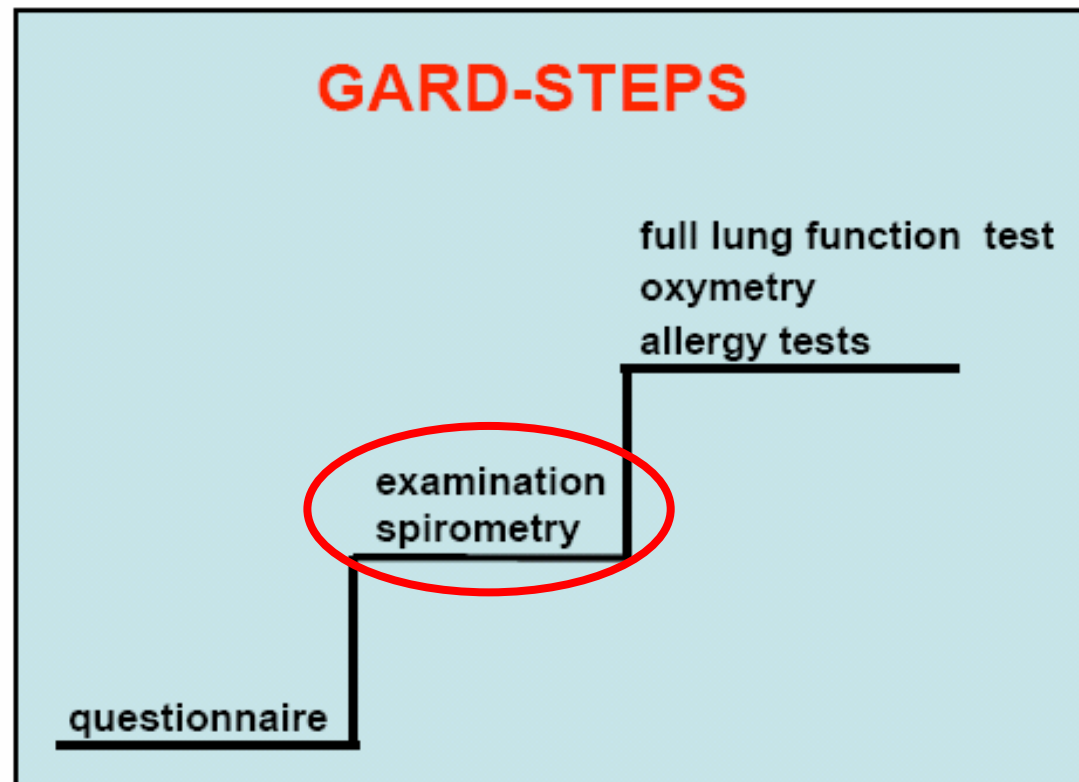 GARD-STEPS
full lung function test
oxymetry
allergy tests
examination
spirometry
questionnaire